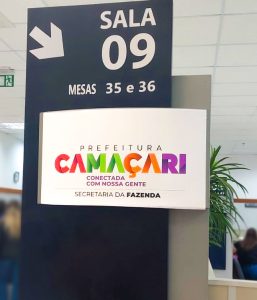 SALA
09
MESAS 35 e 36
PREFEITURA
CAMAÇARI
CONECTADA
COM NOSSA GENTE
SECRETARIA DA FAZENDA